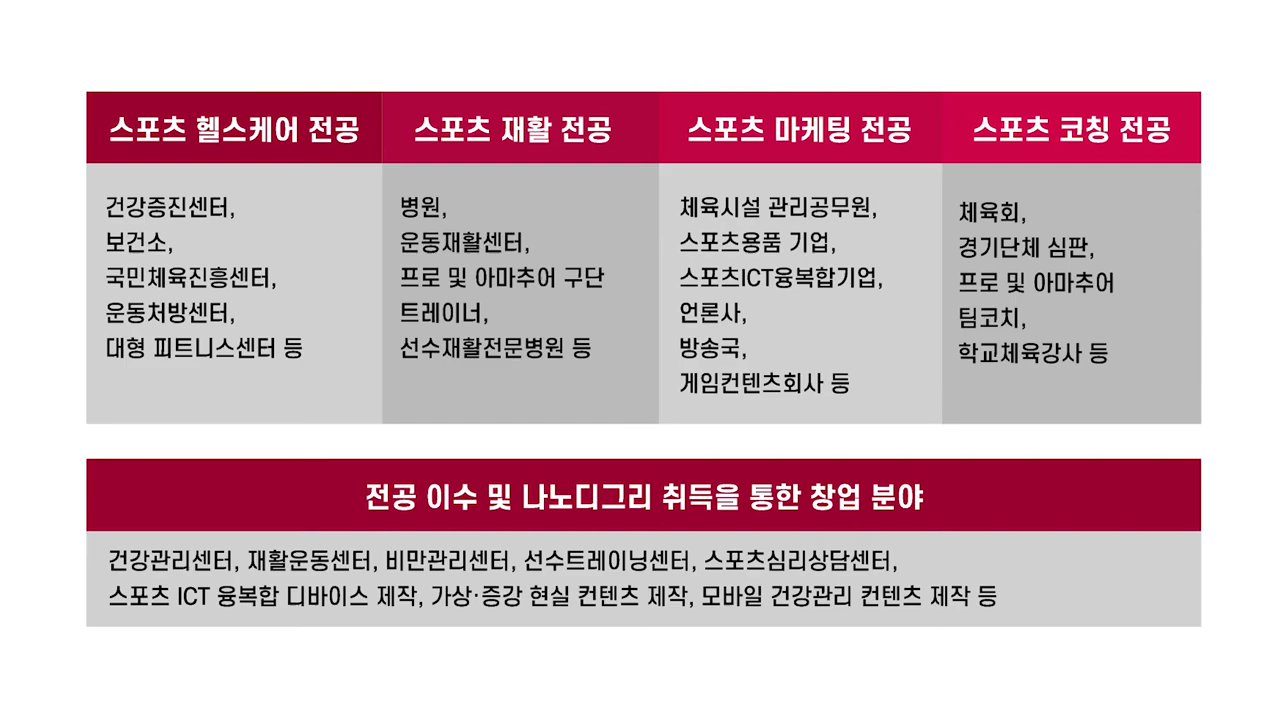 스포츠 헬스케어 전공
건강증진센터,
보건소,
국민체육진흥센터,
운동처방센터,
대형 피트니스센터 등
스포츠 재활 전공
병원,
운동재활센터,
프로 및 아마추어 구단
트레이너,
선수재활전문병원 등
스포츠 마케팅 전공
체육시설 관리공무원,
스포츠용품 기업,
스포츠ICT융복합기업,
언론사,
방송국,
게임컨텐츠회사 등
스포츠 코칭 전공
체육회,
경기단체 심판,
프로 및 아마추어
팀코치,
학교체육강사 등
전공 이수 및 나노디그리 취득을 통한 창업 분야
건강관리센터, 재활운동센터, 비만관리센터, 선수트레이닝센터, 스포츠심리상담센터,
스포츠 ICT 융복합 디바이스 제작, 가상·증강 현실 컨텐츠 제작, 모바일 건강관리 컨텐츠 제작 등